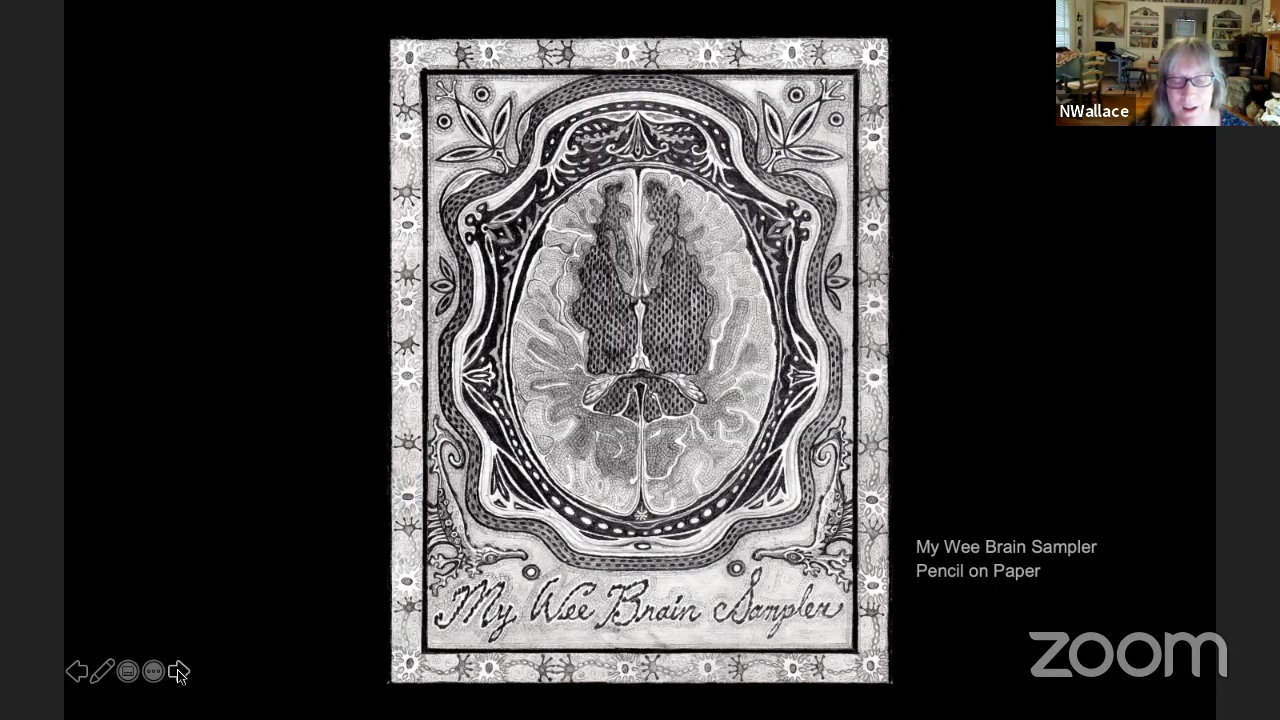 NWallace
My Wee Brain Sampler
My Wee Brain Sampler
Pencil on Paper
zoom